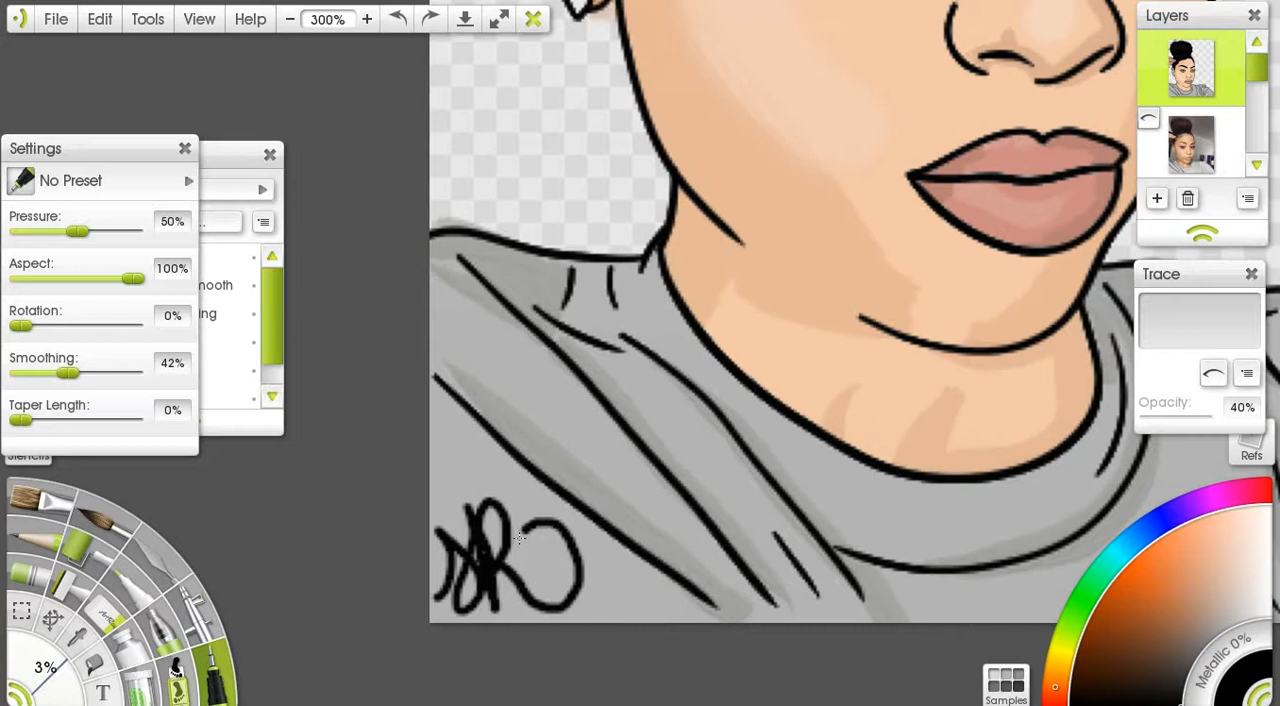 File Edit Tools View Help − 300% +
Layers
Settings
No Preset
Pressure: 50%
Aspect: 100%
Rotation: 0%
Smoothing: 42%
Taper Length: 0%
Trace
Opacity: 40%
Refs
3%
T
Samples
Metallic 0%